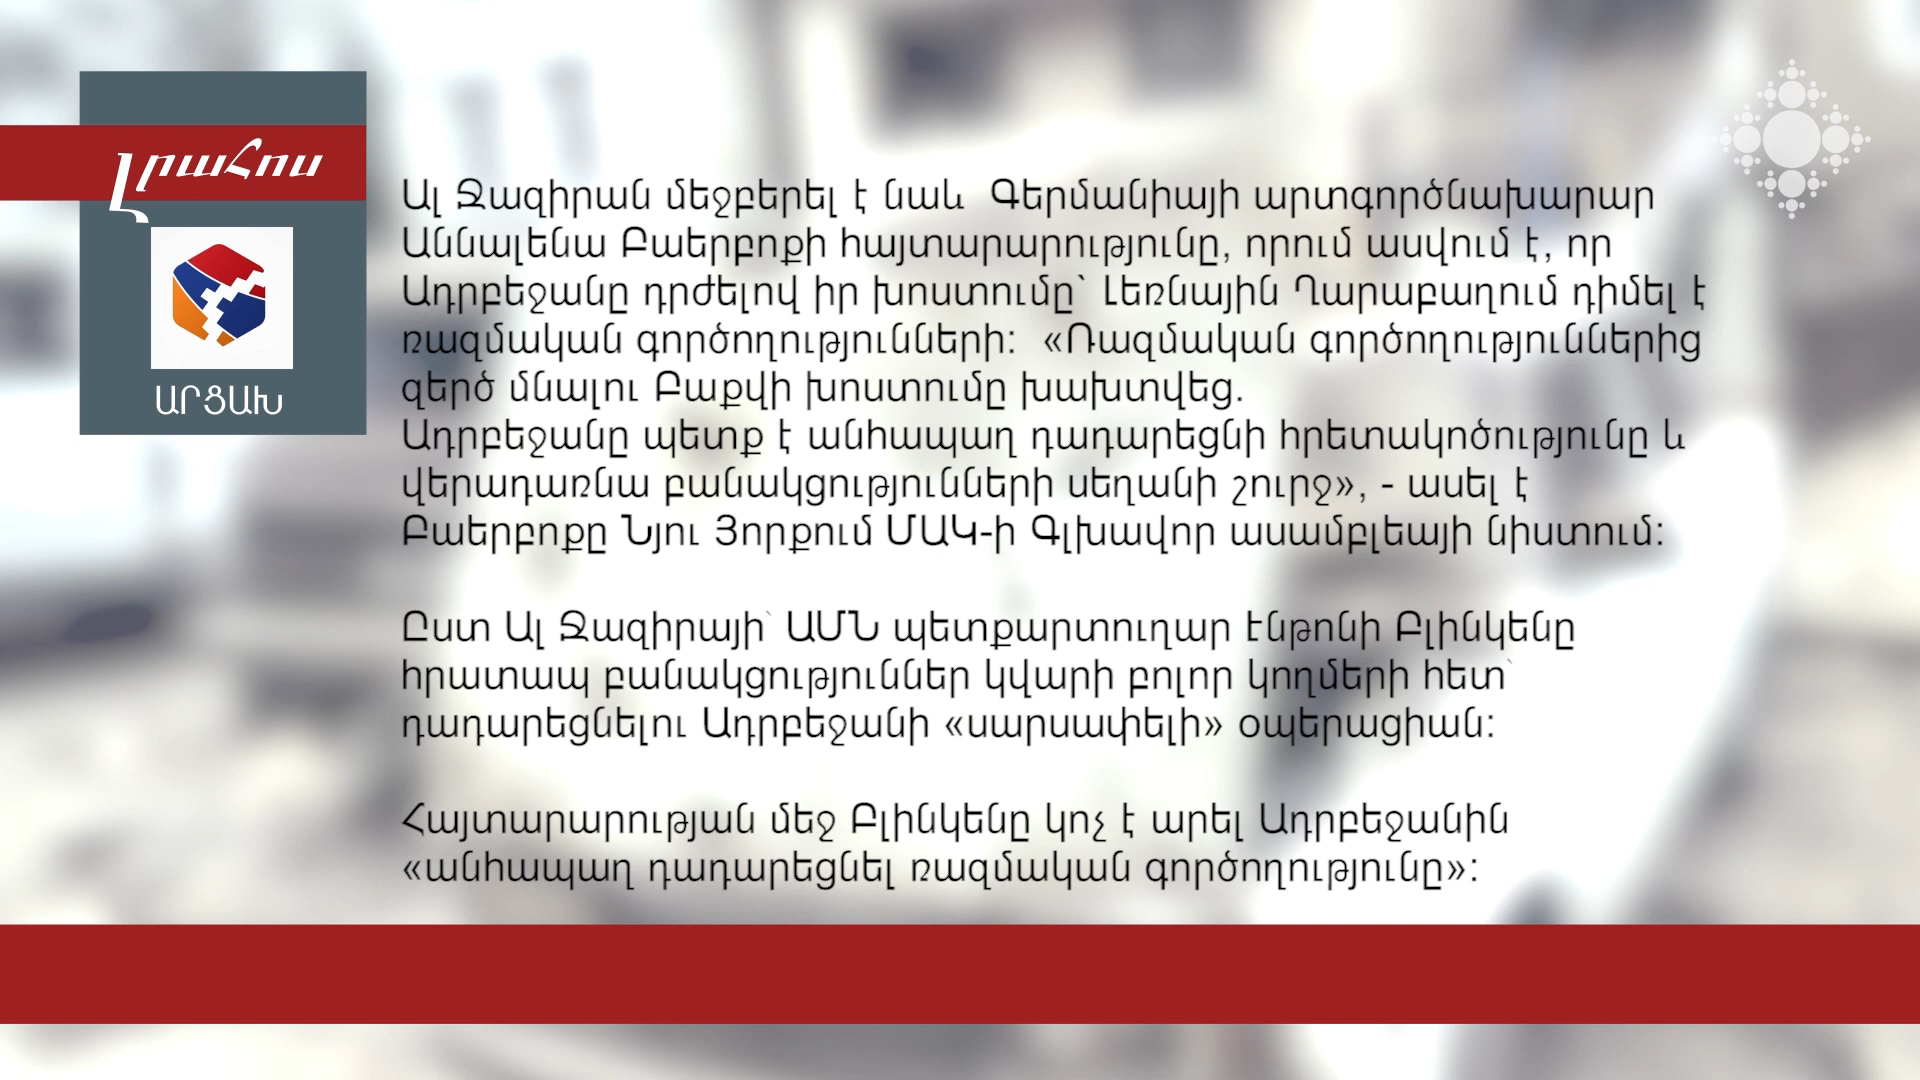 Լրահոս
ԱՐՑԱԽ
Ալ Ջազիրան մեջբերել է նաև Գերմանիայի արտգործնախարար
Աննալենա Բաերբոքի հայտարարությունը, որում ասվում է, որ
Ադրբեջանը դրժելով իր խոստումը` Լեռնային Ղարաբաղում դիմել է
ռազմական գործողությունների: «Ռազմական գործողություններից
զերծ մնալու Բաքվի խոստումը խախտվեց.
Ադրբեջանը պետք է անհապաղ դադարեցնի հրետակոծությունը և
վերադառնա բանակցությունների սեղանի շուրջ», - ասել է
Բաերբոքը Նյու Յորքում ՄԱԿ-ի Գլխավոր ասամբլեայի նիստում:
Ըստ Ալ Ջազիրայի՝ ԱՄՆ պետքարտուղար Էնթոնի Բլինկենը
հրատապ բանակցություններ կվարի բոլոր կողմերի հետ՝
դադարեցնելու Ադրբեջանի «սարսափելի» օպերացիան:
Հայտարարության մեջ Բլինկենը կոչ է արել Ադրբեջանին
«անհապաղ դադարեցնել ռազմական գործողությունը»: